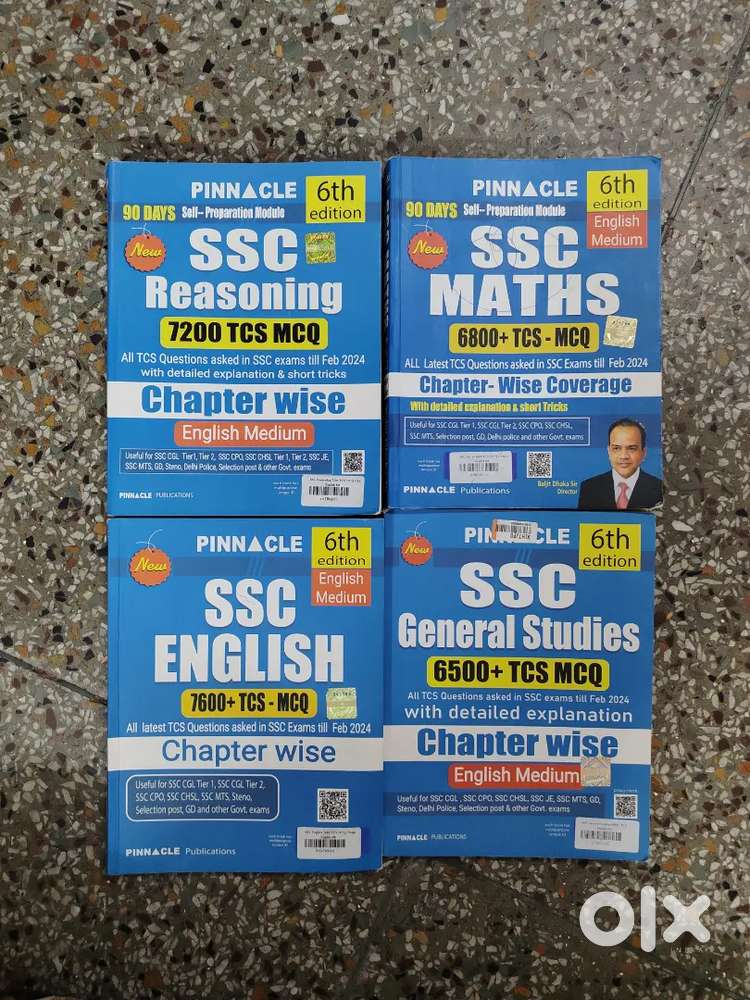 PINNACLE
6th
edition
90 DAYS Self- Preparation Module
New
SSC
Reasoning
7200 TCS MCQ
All TCS Questions asked in SSC exams till Feb 2024
with detailed explanation & short tricks
Chapter wise
English Medium
Useful for SSC CGL Tier1, Tier 2, SSC CPO, SSC CHSL, Tier 1, Tier 2, SSC JE,
SSC MTS, GD, Steno, Delhi Police, Selection post & other Govt. exams
PINNACLE PUBLICATIONS
PINNACLE
6th
edition
English
Medium
90 DAYS Self- Preparation Module
New
SSC
MATHS
6800+ TCS - MCQ
ALL Latest TCS Questions asked in SSC Exams till Feb 2024
Chapter- Wise Coverage
With detailed explanation & short Tricks
Useful for SSC CGL Tier 1, SSC CGL Tier 2, SSC CPO, SSC CHSL,
SSC MTS, Selection post, GD, Delhi police and other Govt. exams
Baljit Dhaka Sir
Director
PINNACLE Publications
PINNACLE
6th
edition
English
Medium
New
SSC
ENGLISH
7600+ TCS - MCQ
All latest TCS Questions asked in SSC Exams till Feb 2024
Chapter wise
Useful for SSC CGL Tier 1, SSC CGL Tier 2,
SSC CPO, SSC CHSL, SSC MTS, Steno,
Selection post, GD and other Govt. exams
PINNACLE Publications
PINNACLE
6th
edition
New
SSC
General Studies
6500+ TCS MCQ
All TCS Questions asked in SSC exams till Feb 2024
with detailed explanation
Chapter wise
English Medium
Useful for SSC CGL , SSC CPO, SSC CHSL, SSC JE, SSC MTS, GD,
Steno, Delhi Police, Selection post & other Govt. exams
PINNACLE Publications
olx
INDIA